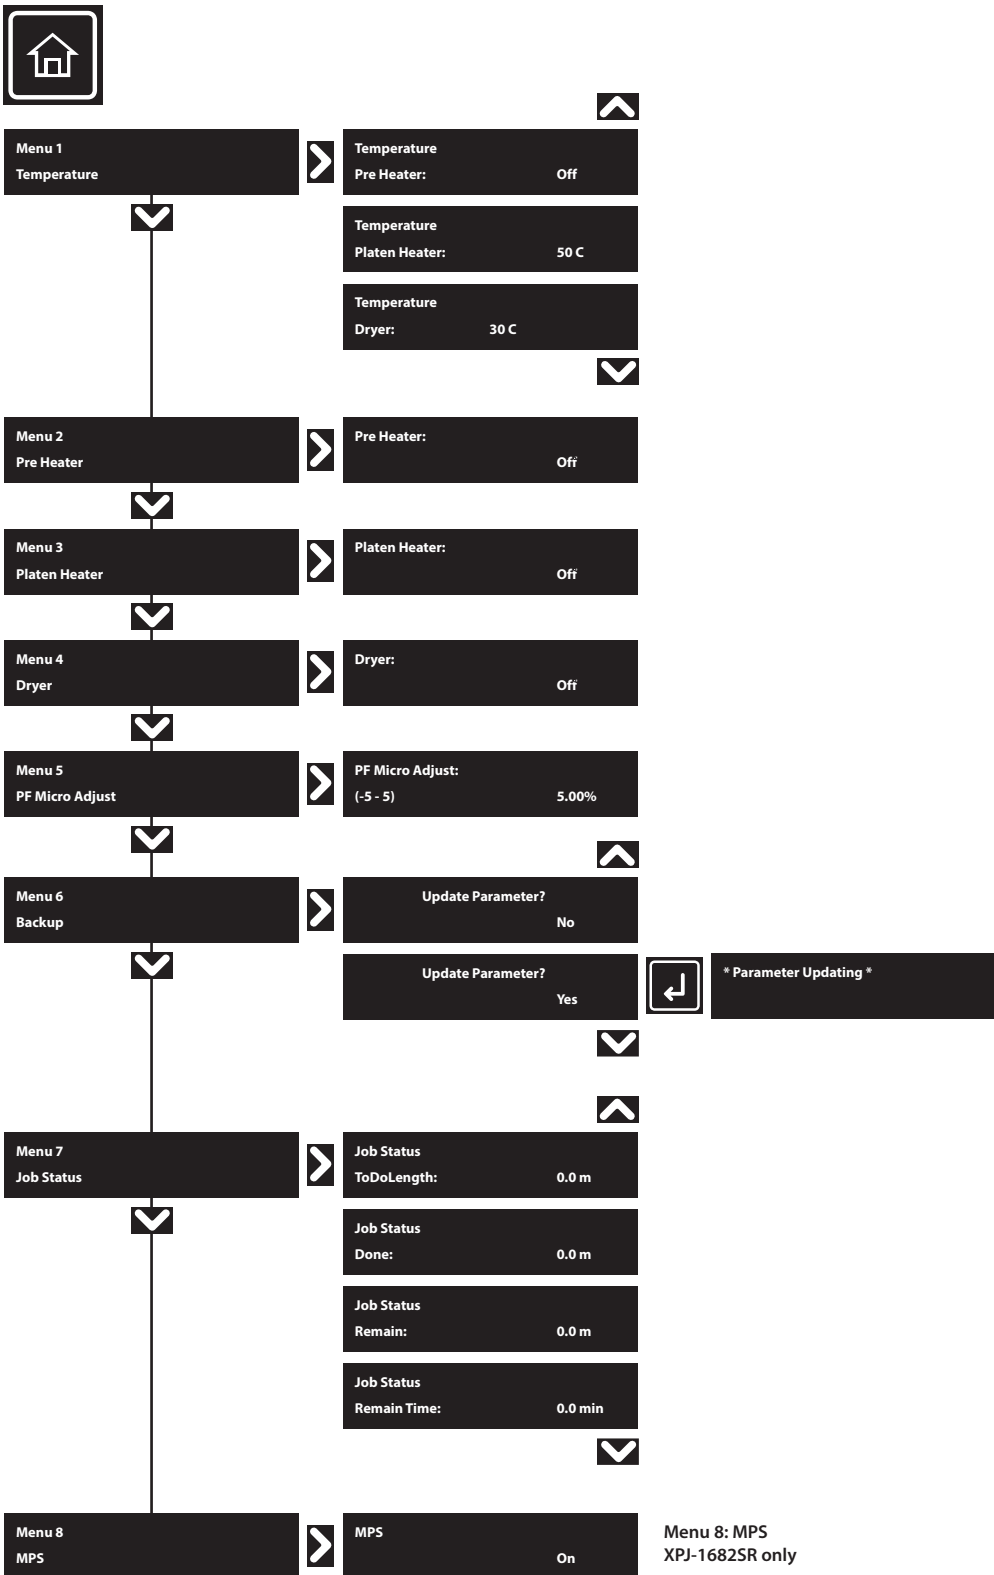 Menu 1
Temperature
Temperature
Pre Heater: Off
Temperature
Platen Heater: 50 C
Temperature
Dryer: 30 C
Menu 2
Pre Heater
Pre Heater:
Off
Menu 3
Platen Heater
Platen Heater:
Off
Menu 4
Dryer
Dryer:
Off
Menu 5
PF Micro Adjust
PF Micro Adjust:
(-5 - 5) 5.00%
Menu 6
Backup
Update Parameter?
No
Update Parameter?
Yes
* Parameter Updating *
Menu 7
Job Status
Job Status
ToDoLength: 0.0 m
Job Status
Done: 0.0 m
Job Status
Remain: 0.0 m
Job Status
Remain Time: 0.0 min
Menu 8
MPS
MPS
On
Menu 8: MPS
XPJ-1682SR only